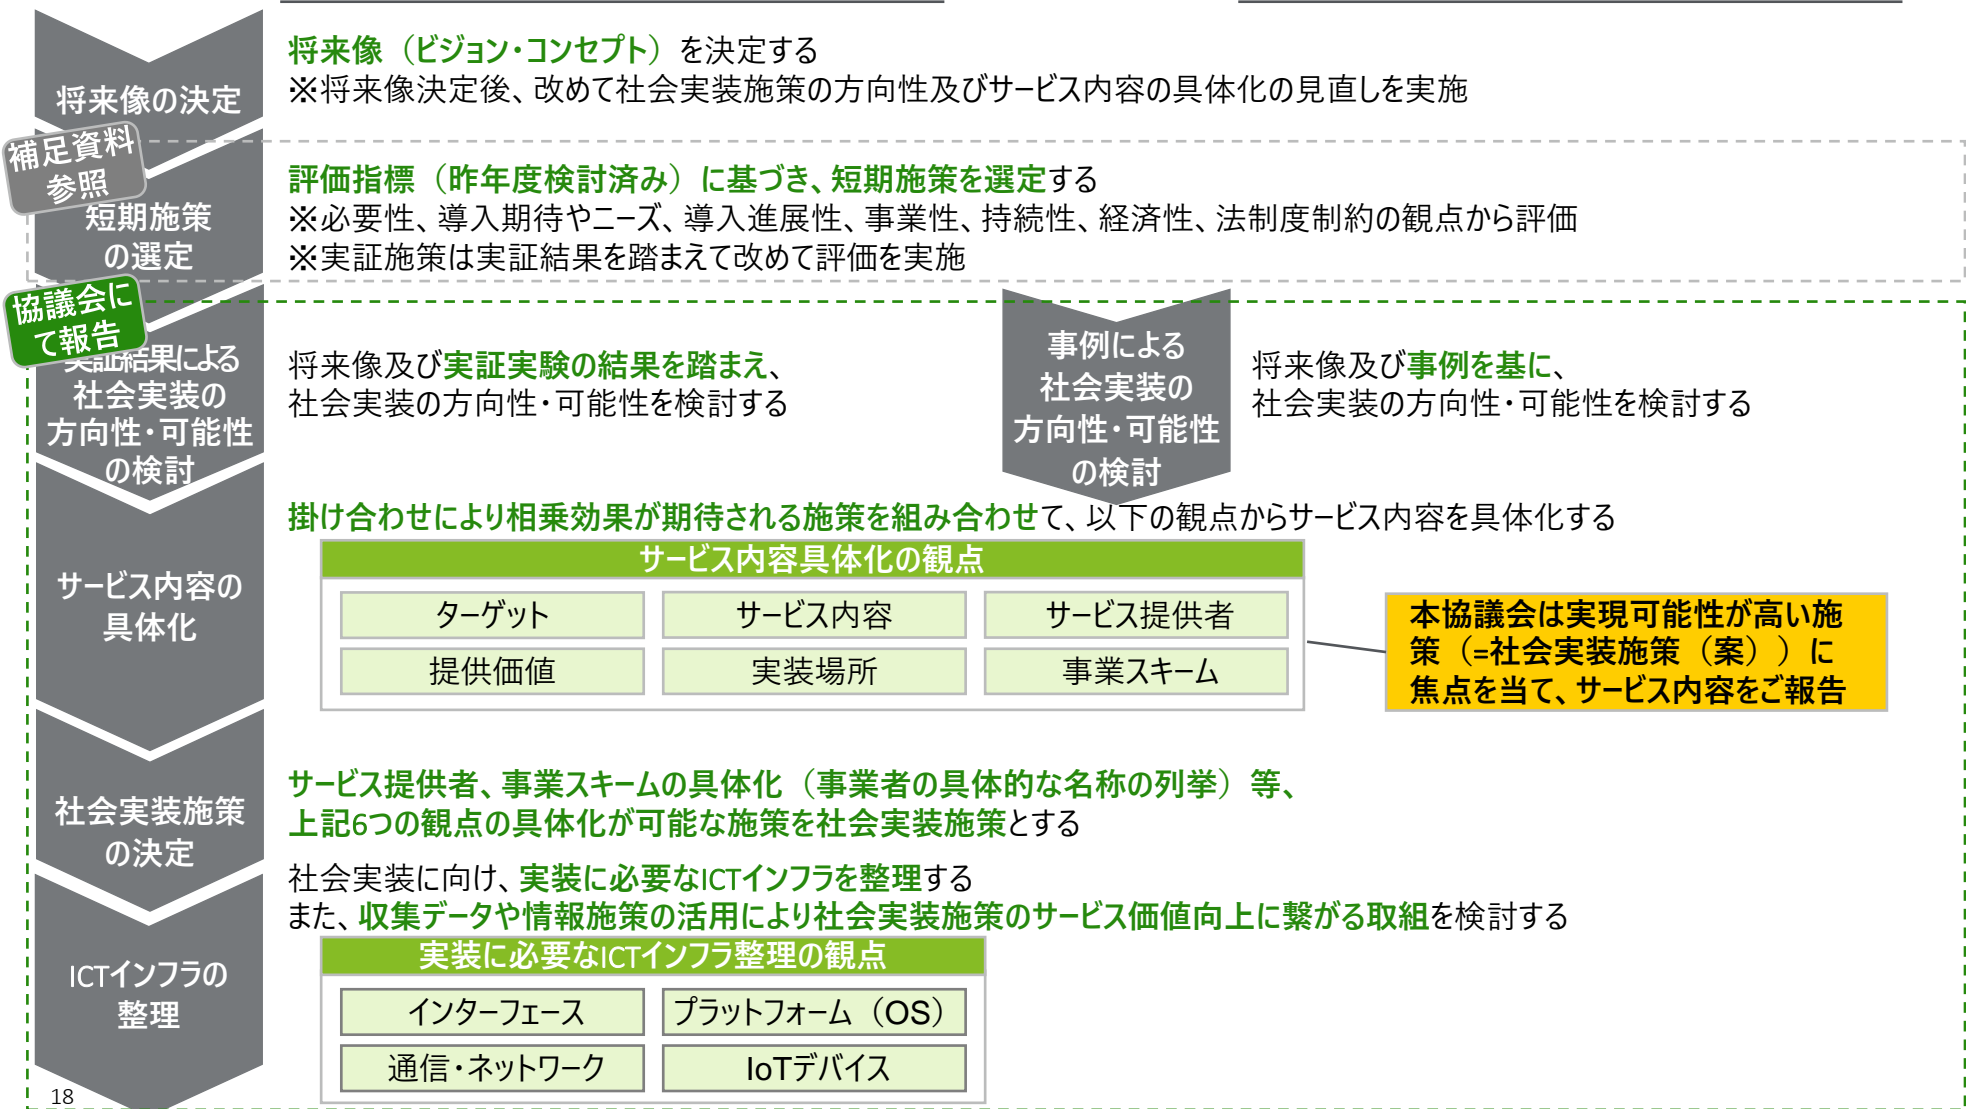 将来像の決定
将来像（ビジョン・コンセプト）を決定する
※将来像決定後、改めて社会実装施策の方向性及びサービス内容の具体化の見直しを実施
補足資料
参照
短期施策
の選定
評価指標（昨年度検討済み）に基づき、短期施策を選定する
※必要性、導入期待やニーズ、導入進展性、事業性、持続性、経済性、法制度制約の観点から評価
※実証施策は実証結果を踏まえて改めて評価を実施
協議会に
て報告
実証結果による
社会実装の
方向性・可能性
の検討
将来像及び実証実験の結果を踏まえ、
社会実装の方向性・可能性を検討する
事例による
社会実装の
方向性・可能性
の検討
将来像及び事例を基に、
社会実装の方向性・可能性を検討する
サービス内容の
具体化
掛け合わせにより相乗効果が期待される施策を組み合わせて、以下の観点からサービス内容を具体化する
サービス内容具体化の観点
ターゲット
サービス内容
サービス提供者
提供価値
実装場所
事業スキーム
本協議会は実現可能性が高い施
策（=社会実装施策（案））に
焦点を当て、サービス内容をご報告
社会実装施策
の決定
サービス提供者、事業スキームの具体化（事業者の具体的な名称の列挙）等、
上記6つの観点の具体化が可能な施策を社会実装施策とする
ICTインフラの
整理
社会実装に向け、実装に必要なICTインフラを整理する
また、収集データや情報施策の活用により社会実装施策のサービス価値向上に繋がる取組を検討する
実装に必要なICTインフラ整理の観点
インターフェース
プラットフォーム（OS）
通信・ネットワーク
IoTデバイス
18